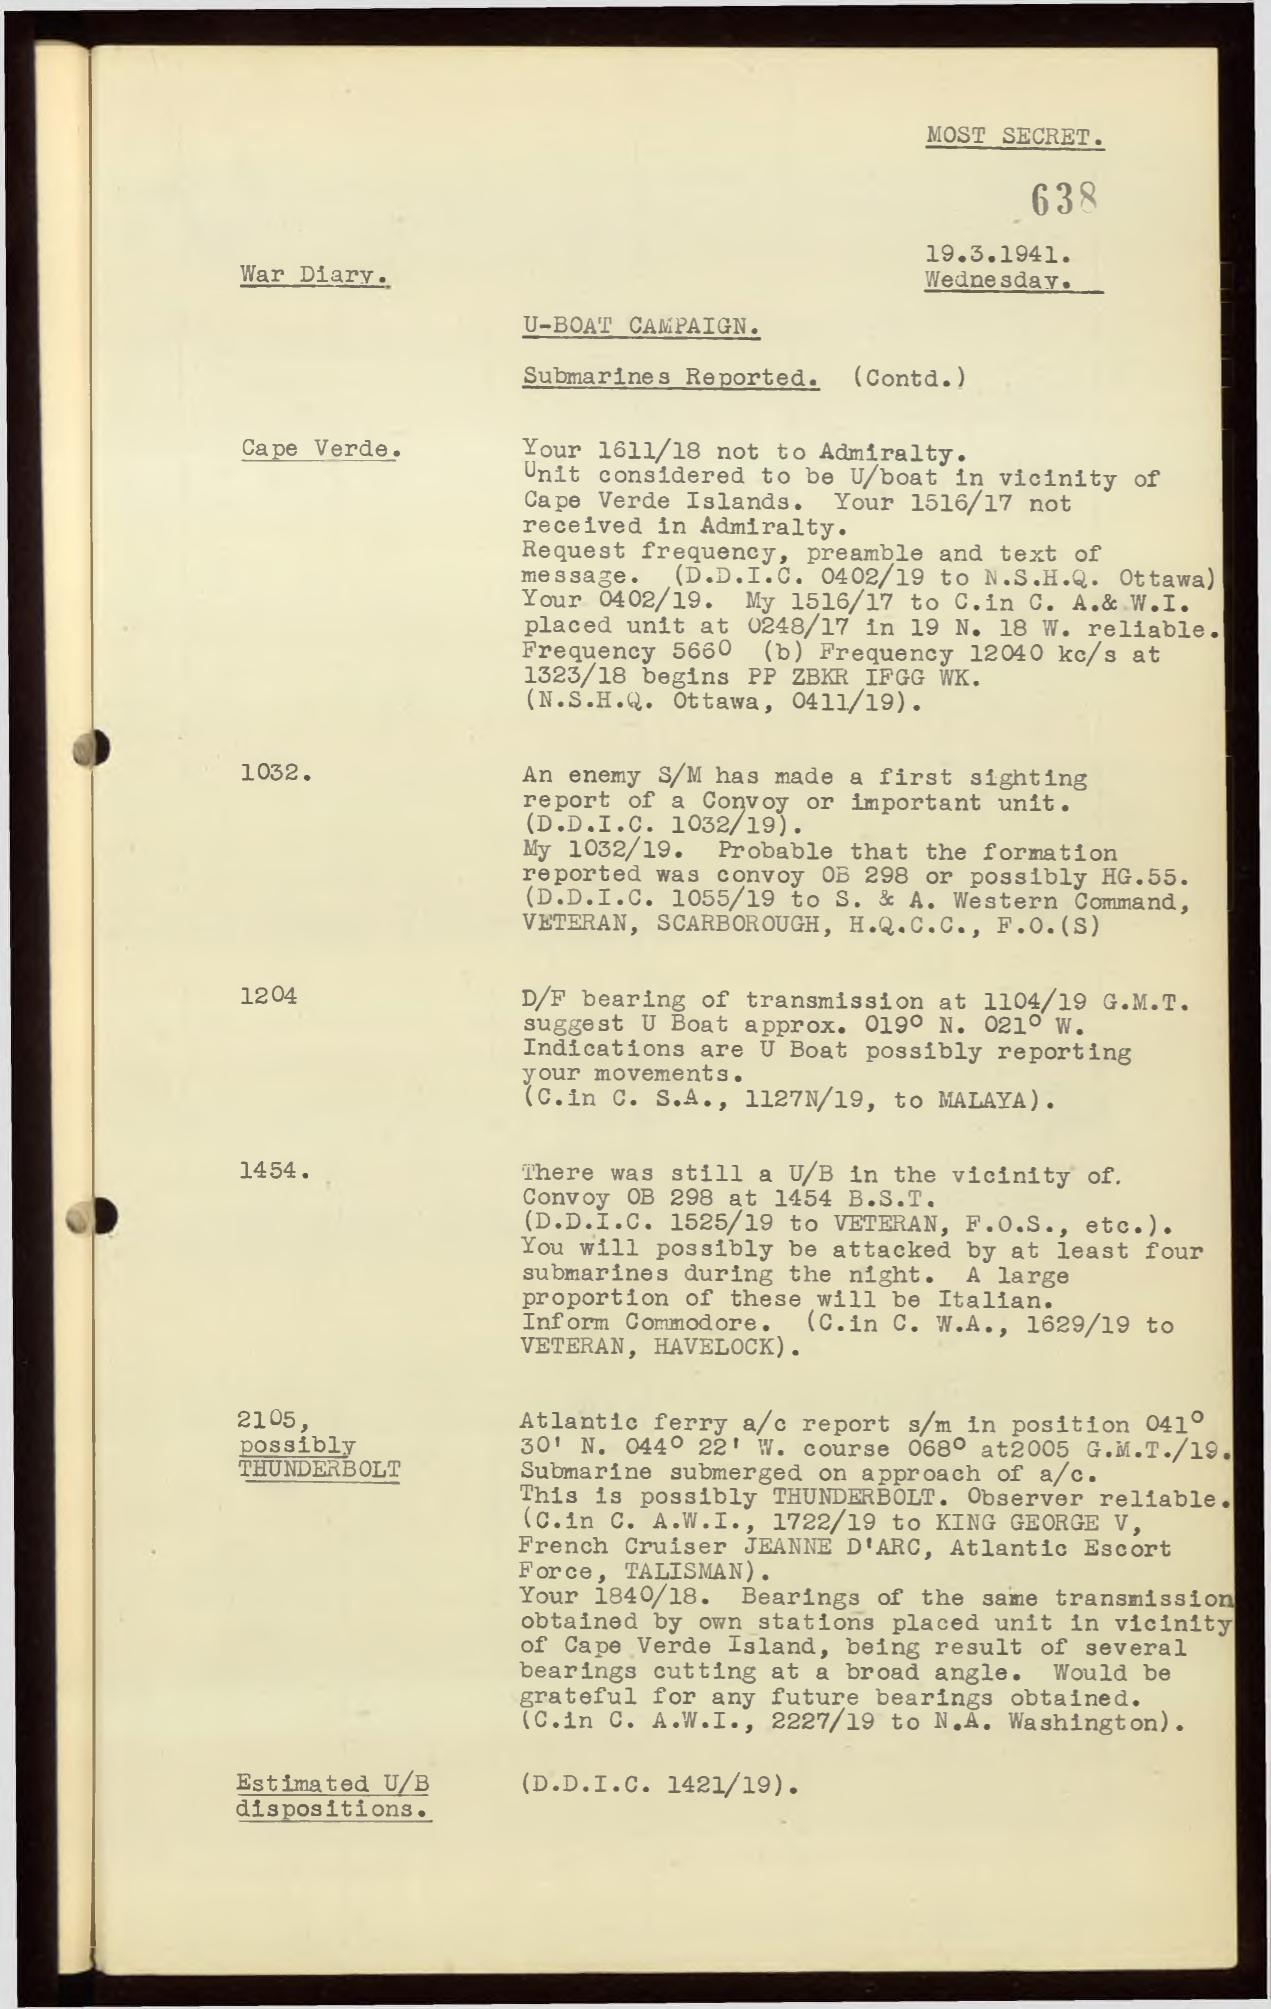 MOST SECRET.
638
19.3.1941.
War Diary.
Wednesday.
U-BOAT CAMPAIGN.
Submarines Reported. (Contd.)
Cape Verde.
Your 1611/18 not to Admiralty.
Unit considered to be U/boat in vicinity of
Cape Verde Islands. Your 1516/17 not
received in Admiralty.
Request frequency, preamble and text of
message. (D.D.I.C. 0402/19 to N.S.H.Q. Ottawa)
Your 0402/19. My 1516/17 to C.in C. A.& W.I.
placed unit at 0248/17 in 19 N. 18 W. reliable.
Frequency 5660 (b) Frequency 12040 kc/s at
1323/18 begins PP ZBKR IFGG WK.
(N.S.H.Q. Ottawa, 0411/19).
1032.
An enemy S/M has made a first sighting
report of a Convoy or important unit.
(D.D.I.C. 1032/19).
My 1032/19. Probable that the formation
reported was convoy OB 298 or possibly HG.55.
(D.D.I.C. 1055/19 to S. & A. Western Command,
VETERAN, SCARBOROUGH, H.Q.C.C., F.O.(S)
1204
D/F bearing of transmission at 1104/19 G.M.T.
suggest U Boat approx. 019° N. 021° W.
Indications are U Boat possibly reporting
your movements.
(C.in C. S.A., 1127N/19, to MALAYA).
1454.
There was still a U/B in the vicinity of.
Convoy OB 298 at 1454 B.S.T.
(D.D.I.C. 1525/19 to VETERAN, F.O.S., etc.).
You will possibly be attacked by at least four
submarines during the night. A large
proportion of these will be Italian.
Inform Commodore. (C.in C. W.A., 1629/19 to
VETERAN, HAVELOCK).
2105,
possibly
THUNDERBOLT
Atlantic ferry a/c report s/m in position 041°
30' N. 044° 22' W. course 068° at2005 G.M.T./19.
Submarine submerged on approach of a/c.
This is possibly THUNDERBOLT. Observer reliable.
(C.in C. A.W.I., 1722/19 to KING GEORGE V,
French Cruiser JEANNE D'ARC, Atlantic Escort
Force, TALISMAN).
Your 1840/18. Bearings of the same transmission
obtained by own stations placed unit in vicinity
of Cape Verde Island, being result of several
bearings cutting at a broad angle. Would be
grateful for any future bearings obtained.
(C.in C. A.W.I., 2227/19 to N.A. Washington).
Estimated U/B
dispositions.
(D.D.I.C. 1421/19).